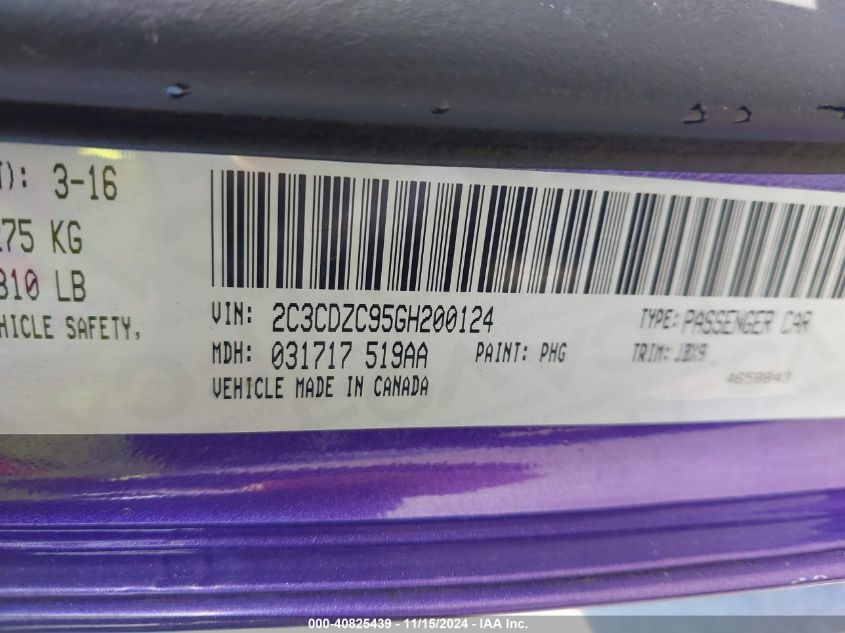 T): 3-16
275 KG
310 LB
HICLE SAFETY,
VIN: 2C3CDZC95GH200124
TYPE: PASSENGER CAR
MDH: 031717 519AA
PAINT: PHG
TRIM: JBX9
VEHICLE MADE IN CANADA
4658843
000-40825439 - 11/15/2024 - IAA Inc.